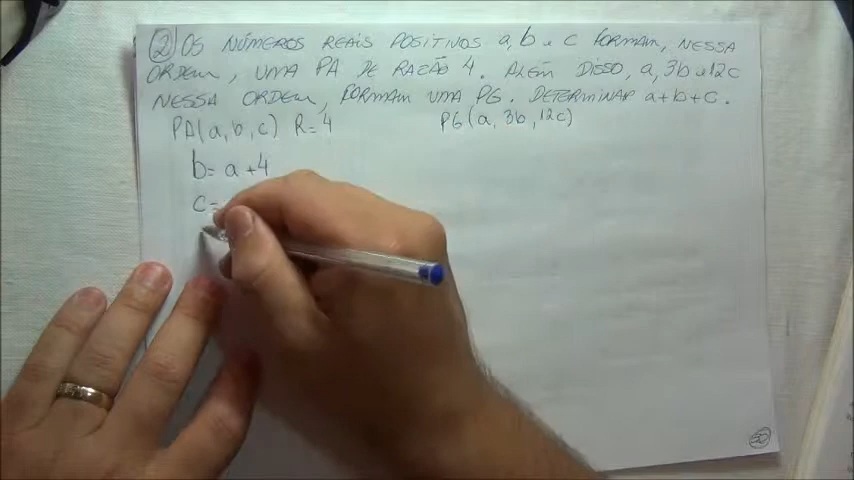 2 OS NÚMEROS REAIS POSITIVOS a, b e c FORMAM, NESSA
ORDEM, UMA PA DE RAZÃO 4. ALÉM DISSO, a, 3b e 12c
NESSA ORDEM, FORMAM UMA PG. DETERMINAR a+b+c.
PA(a, b, c) R=4 PG(a, 3b, 12c)
b= a +4
c=